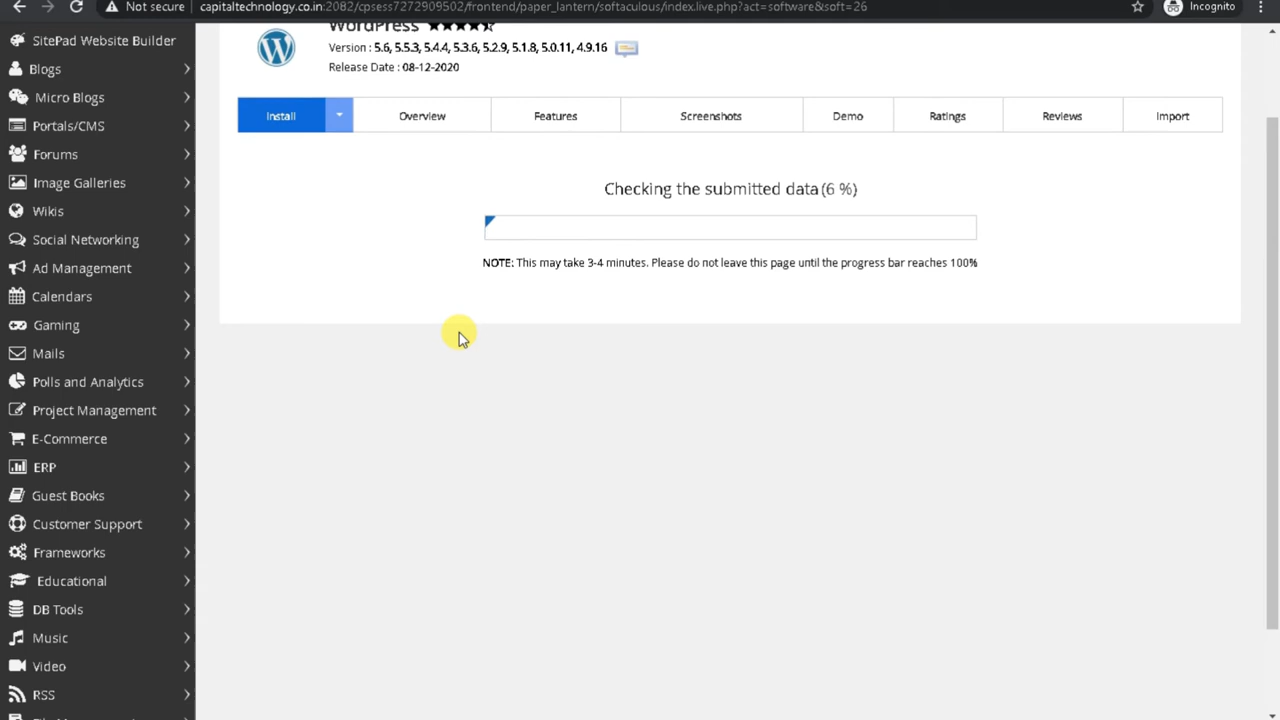 Not secure capitaltechnology.co.in:2082/cpsess7272909502/frontend/paper_lantern/softaculous/index.live.php?act=software&soft=26 Incognito
SitePad Website Builder
Blogs
Micro Blogs
Portals/CMS
Forums
Image Galleries
Wikis
Social Networking
Ad Management
Calendars
Gaming
Mails
Polls and Analytics
Project Management
E-Commerce
ERP
Guest Books
Customer Support
Frameworks
Educational
DB Tools
Music
Video
RSS
WordPress
Version : 5.6, 5.5.3, 5.4.4, 5.3.6, 5.2.9, 5.1.8, 5.0.11, 4.9.16
Release Date : 08-12-2020
Install Overview Features Screenshots Demo Ratings Reviews Import
Checking the submitted data (6 %)
NOTE: This may take 3-4 minutes. Please do not leave this page until the progress bar reaches 100%